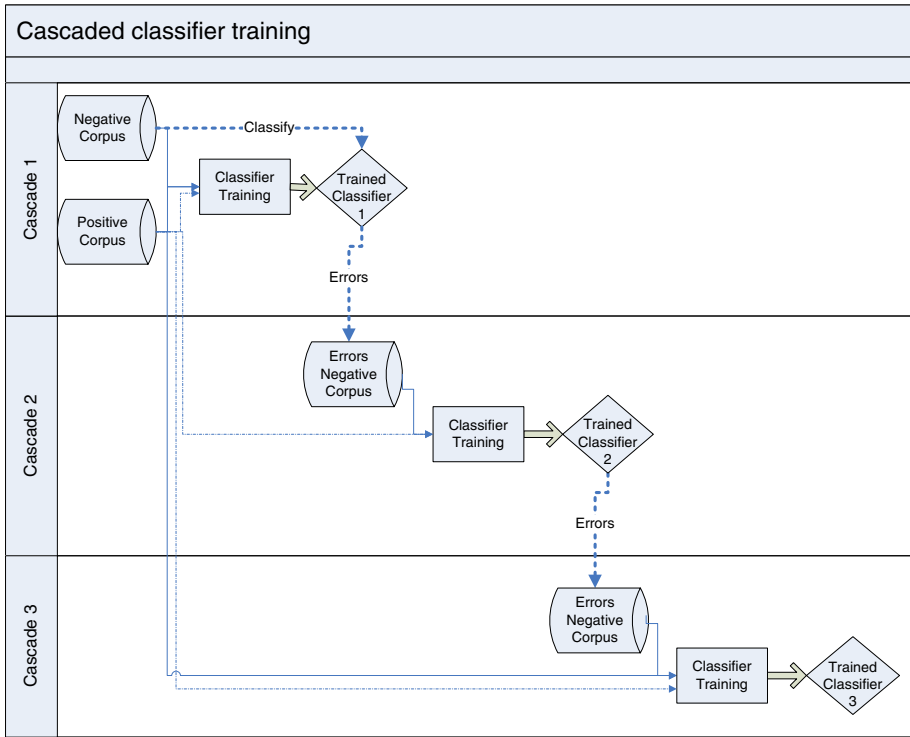 Cascaded classifier training
Cascade 1
Negative
Corpus
Classify
Classifier
Training
Trained
Classifier
1
Positive
Corpus
Errors
Cascade 2
Errors
Negative
Corpus
Classifier
Training
Trained
Classifier
2
Errors
Cascade 3
Errors
Negative
Corpus
Classifier
Training
Trained
Classifier
3